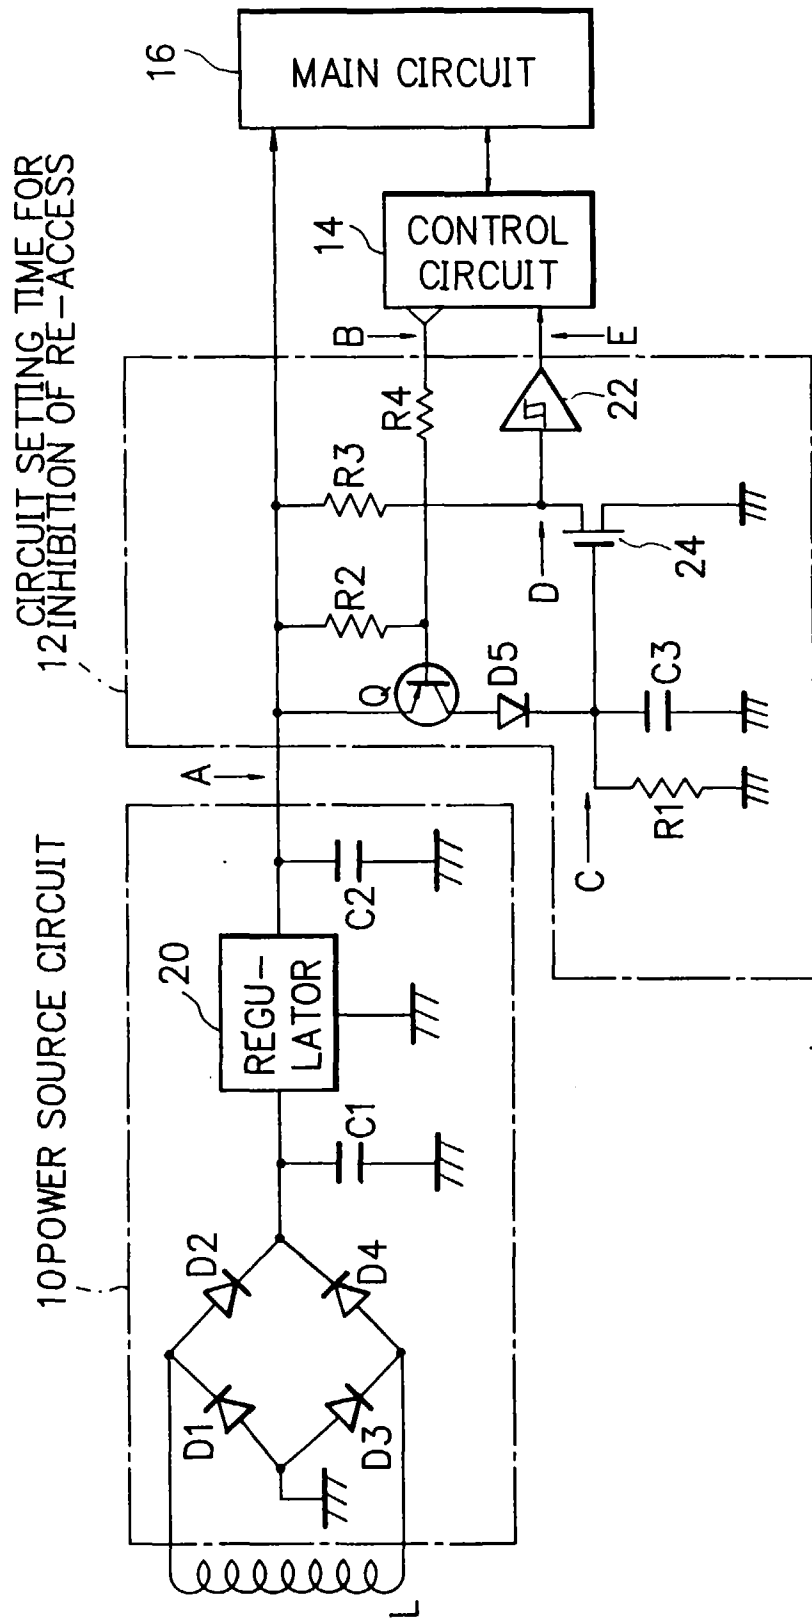 10 POWER SOURCE CIRCUIT
12 CIRCUIT SETTING TIME FOR
INHIBITION OF RE-ACCESS
16
MAIN CIRCUIT
14
CONTROL
CIRCUIT
20
REGU-
LATOR
L
D1
D2
D3
D4
C1
C2
A
Q
R2
R3
R4
B
E
22
D
24
D5
C3
R1
C